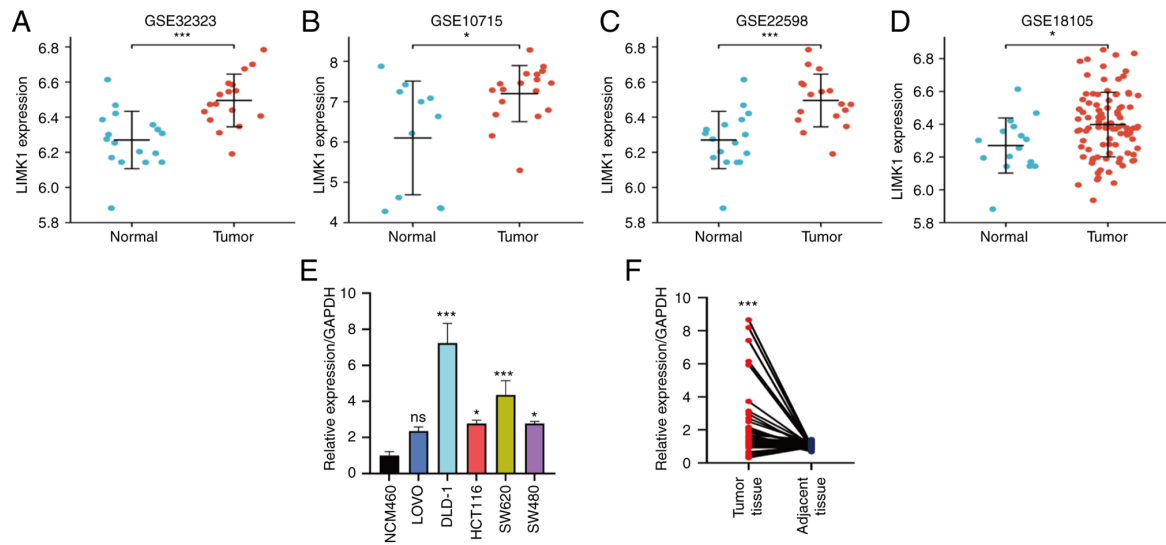 A
GSE32323
***
LIMK1 expression
6.8
6.6
6.4
6.2
6.0
5.8
Normal
Tumor
B
GSE10715
*
LIMK1 expression
8
7
6
5
4
Normal
Tumor
C
GSE22598
***
LIMK1 expression
6.8
6.6
6.4
6.2
6.0
5.8
Normal
Tumor
D
GSE18105
*
LIMK1 expression
6.8
6.6
6.4
6.2
6.0
5.8
Normal
Tumor
E
Relative expression/GAPDH
10
8
6
4
2
0
ns
***
*
***
*
NCM460
LOVO
DLD-1
HCT116
SW620
SW480
F
Relative expression/GAPDH
10
8
6
4
2
0
***
Tumor
tissue
Adjacent
tissue